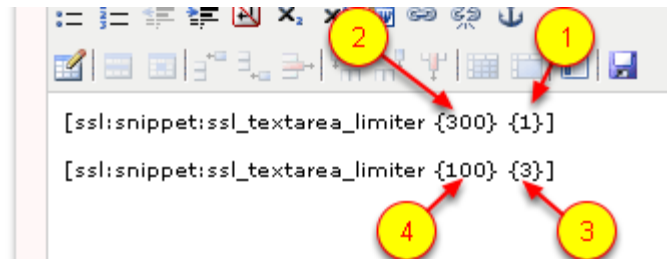 2
1
[ssl:snippet:ssl_textarea_limiter {300} {1}]
[ssl:snippet:ssl_textarea_limiter {100} {3}]
4
3